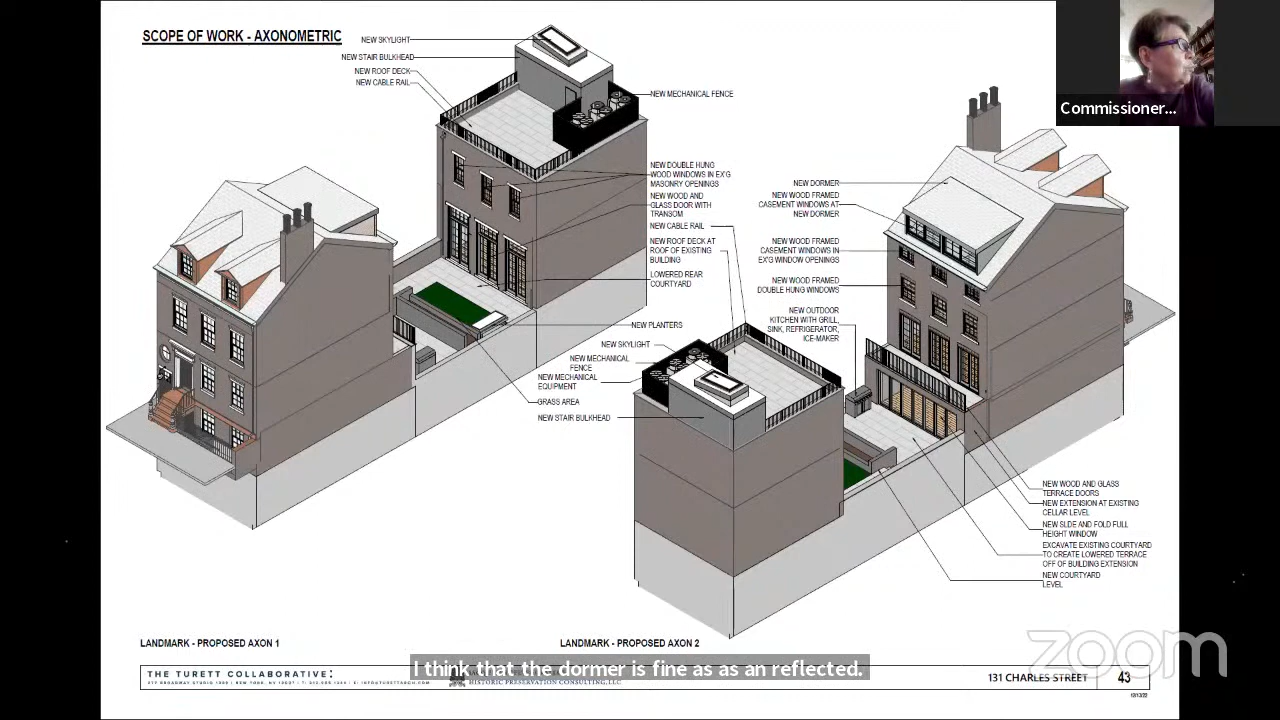 SCOPE OF WORK - AXONOMETRIC
NEW SKYLIGHT
NEW STAIR BULKHEAD
NEW ROOF DECK
NEW CABLE RAIL
NEW MECHANICAL FENCE
NEW DOUBLE HUNG
WOOD WINDOWS IN EX'G
MASONRY OPENINGS
NEW WOOD AND
GLASS DOOR WITH
TRANSOM
NEW CABLE RAIL
NEW ROOF DECK AT
ROOF OF EXISTING
BUILDING
LOWERED REAR
COURTYARD
NEW PLANTERS
NEW SKYLIGHT
NEW MECHANICAL
FENCE
NEW MECHANICAL
EQUIPMENT
GRASS AREA
NEW STAIR BULKHEAD
NEW DORMER
NEW WOOD FRAMED
CASEMENT WINDOWS AT
NEW DORMER
NEW WOOD FRAMED
CASEMENT WINDOWS IN
EX'G WINDOW OPENINGS
NEW WOOD FRAMED
DOUBLE HUNG WINDOWS
NEW OUTDOOR
KITCHEN WITH GRILL,
SINK, REFRIGERATOR,
ICE-MAKER
NEW WOOD AND GLASS
TERRACE DOORS
NEW EXTENSION AT EXISTING
CELLAR LEVEL
NEW SLDE AND FOLD FULL
HEIGHT WINDOW
EXCAVATE EXISTING COURTYARD
TO CREATE LOWERED TERRACE
OFF OF BUILDING EXTENSION
NEW COURTYARD
LEVEL
Commissioner...
LANDMARK - PROPOSED AXON 1
LANDMARK - PROPOSED AXON 2
zoom
I think that the dormer is fine as as an reflected.
THE TURETT COLLABORATIVE:
HISTORIC PRESERVATION CONSULTING, LLC
131 CHARLES STREET
43